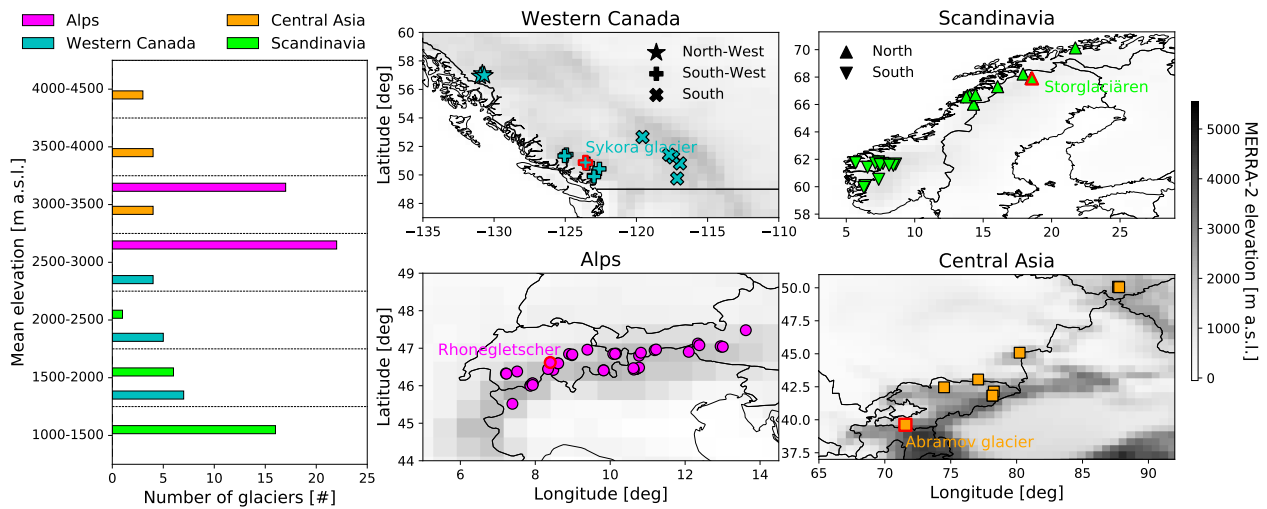 Alps
Western Canada
Central Asia
Scandinavia
Mean elevation [m a.s.l.]
4000-4500
3500-4000
3000-3500
2500-3000
2000-2500
1500-2000
1000-1500
0 5 10 15 20 25
Number of glaciers [#]
Western Canada
Latitude [deg]
60
58
56
54
52
50
48
−135 −130 −125 −120 −115 −110
North-West
South-West
South
Sykora glacier
Scandinavia
70
68
66
64
62
60
58
5 10 15 20 25
North
South
Storglaciären
Alps
Latitude [deg]
49
48
47
46
45
44
6 8 10 12 14
Longitude [deg]
Rhonegletscher
Central Asia
50.0
47.5
45.0
42.5
40.0
37.5
65 70 75 80 85 90
Longitude [deg]
Abramov glacier
5000
4000
3000
2000
1000
0
MERRA-2 elevation [m a.s.l.]